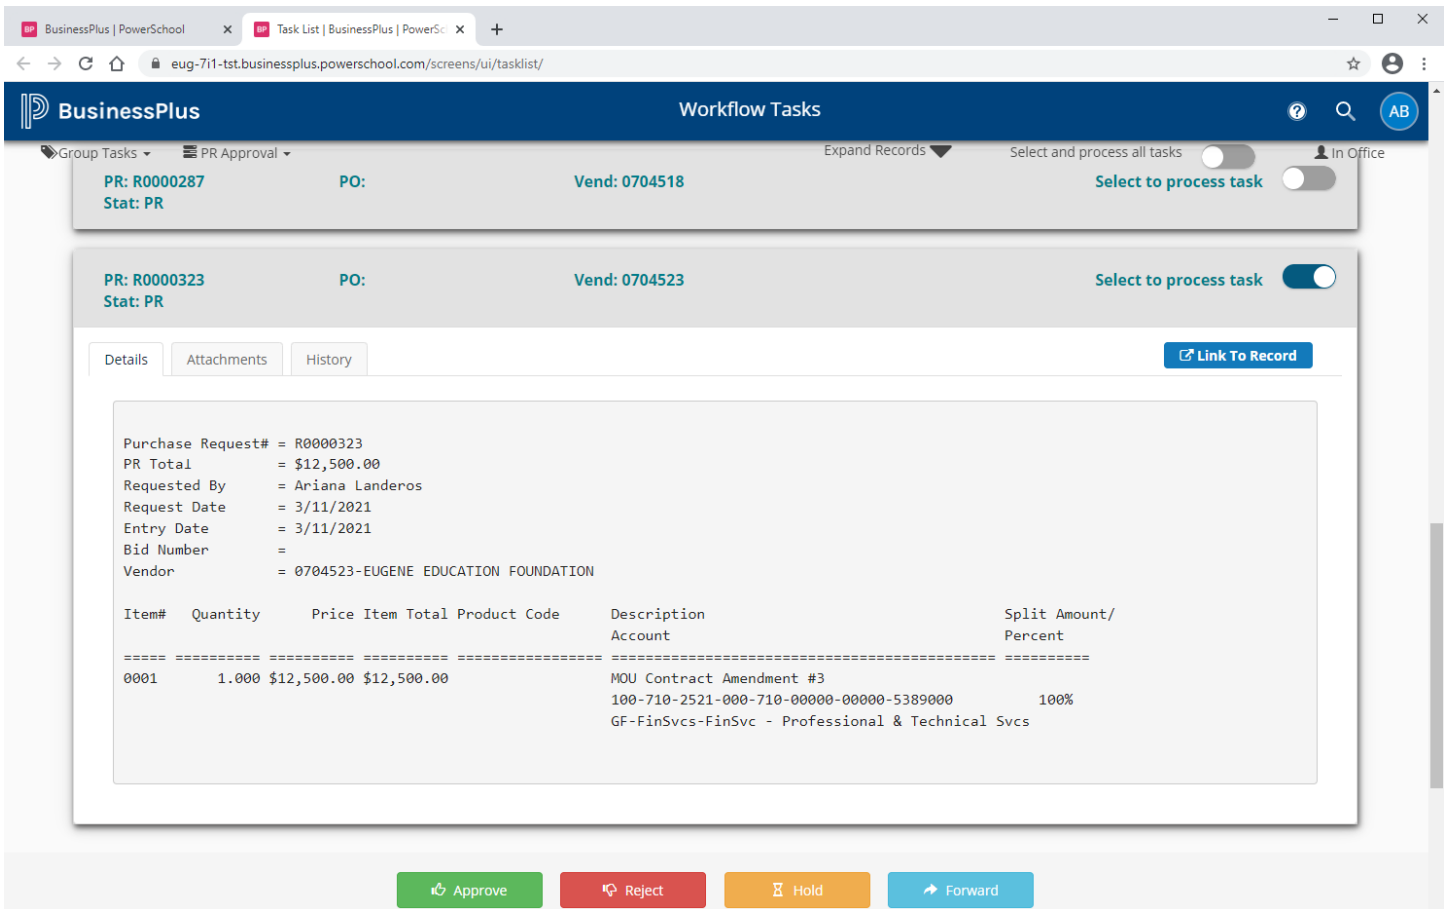 BP BusinessPlus | PowerSchool × BP Task List | BusinessPlus | PowerSc × +
eug-7i1-tst.businessplus.powerschool.com/screens/ui/tasklist/
BusinessPlus Workflow Tasks ? AB
Group Tasks PR Approval Expand Records Select and process all tasks In Office
PR: R0000287 PO: Vend: 0704518 Select to process task
Stat: PR
PR: R0000323 PO: Vend: 0704523 Select to process task
Stat: PR
Details Attachments History Link To Record
Purchase Request# = R0000323
PR Total = $12,500.00
Requested By = Ariana Landeros
Request Date = 3/11/2021
Entry Date = 3/11/2021
Bid Number =
Vendor = 0704523-EUGENE EDUCATION FOUNDATION
Item# Quantity Price Item Total Product Code Description Split Amount/
Account Percent
===== ========== ========== ========== ================= ============================================= ==========
0001 1.000 $12,500.00 $12,500.00 MOU Contract Amendment #3
100-710-2521-000-710-00000-00000-5389000 100%
GF-FinSvcs-FinSvc - Professional & Technical Svcs
Approve Reject Hold Forward